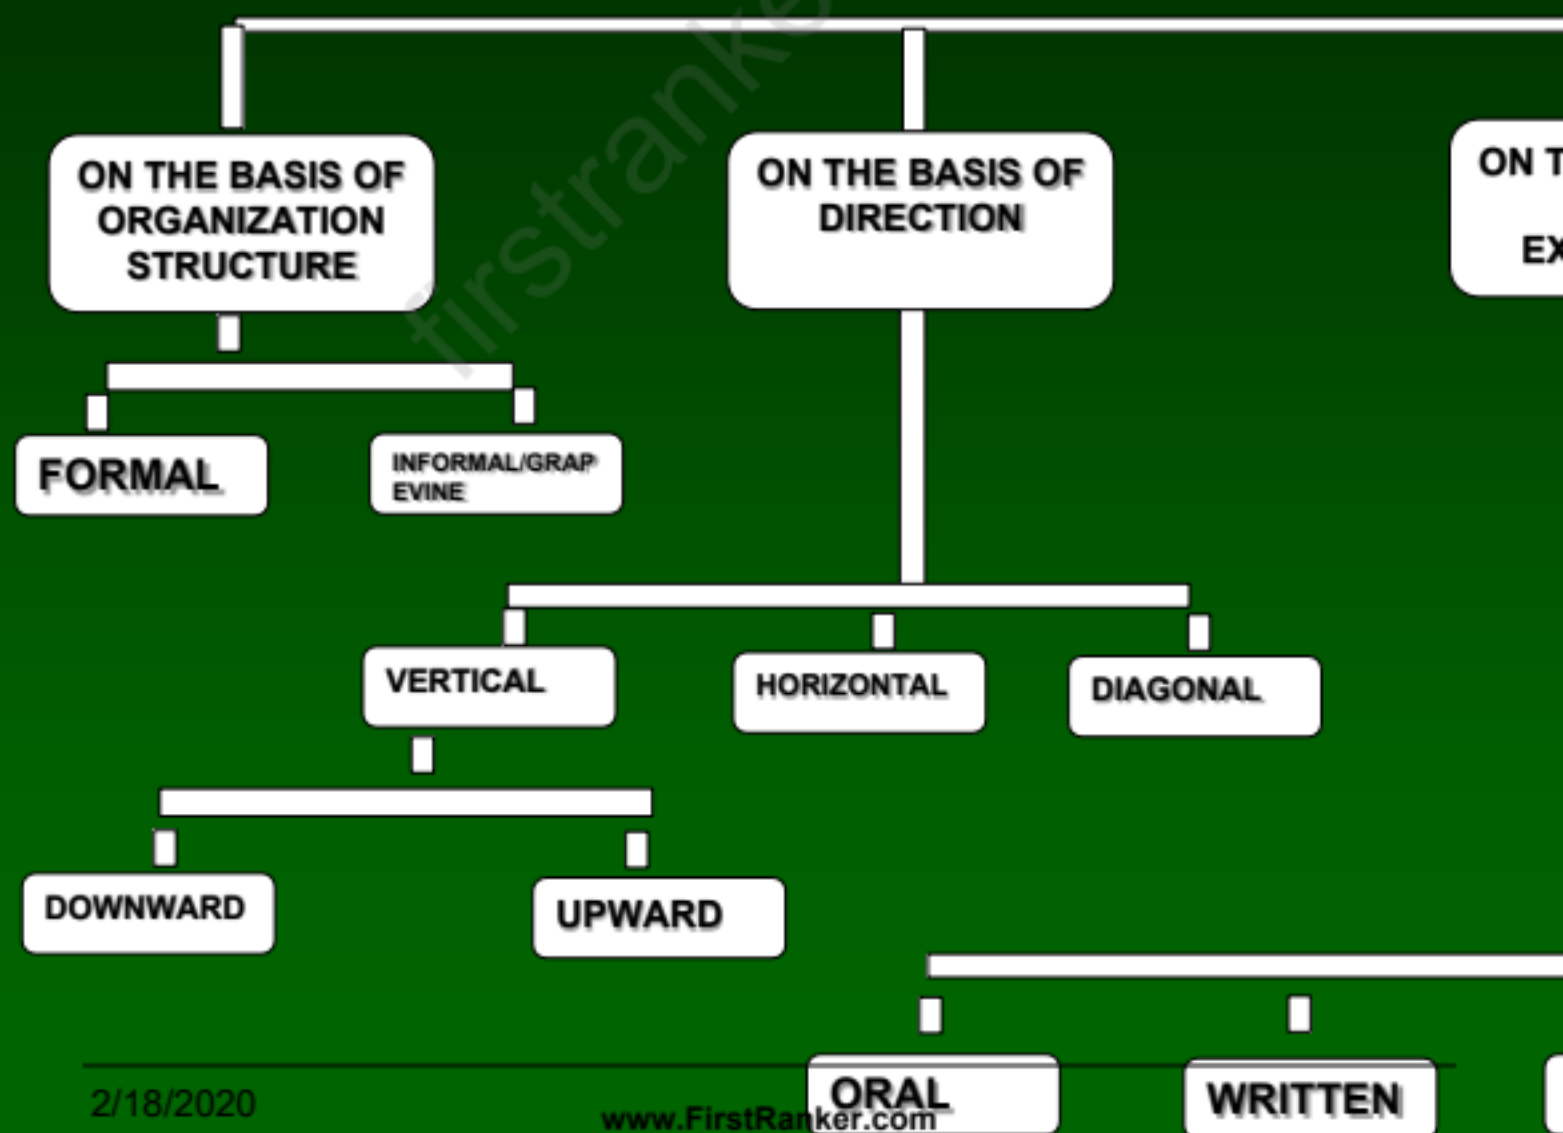 ON THE BASIS OF
ORGANIZATION
STRUCTURE
ON THE BASIS OF
DIRECTION
ON T
EX
FORMAL
INFORMAL/GRAP
EVINE
VERTICAL
HORIZONTAL
DIAGONAL
DOWNWARD
UPWARD
ORAL
WRITTEN
2/18/2020
www.FirstRanker.com
firstranke